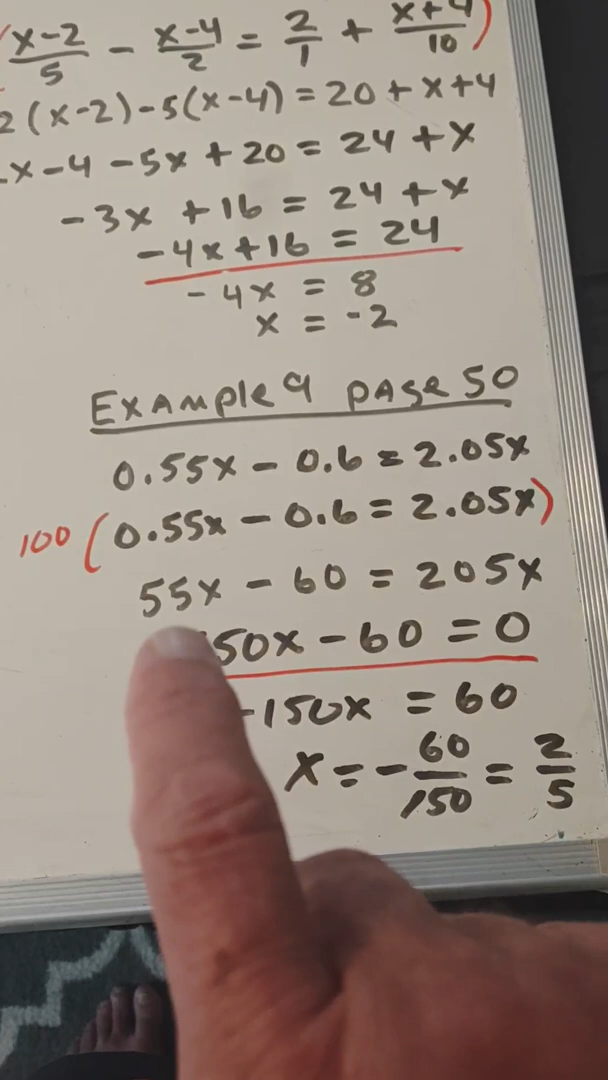 (x-2/5 - x-4/2 = 2/1 + x+4/10)
2(x-2)-5(x-4)=20+x+4
x-4-5x+20=24+x
-3x+16=24+x
-4x+16=24
-4x=8
x=-2
Example 9 page 50
0.55x-0.6=2.05x
100(0.55x-0.6=2.05x)
55x-60=205x
50x-60=0
-150x=60
x=-60/150=2/5